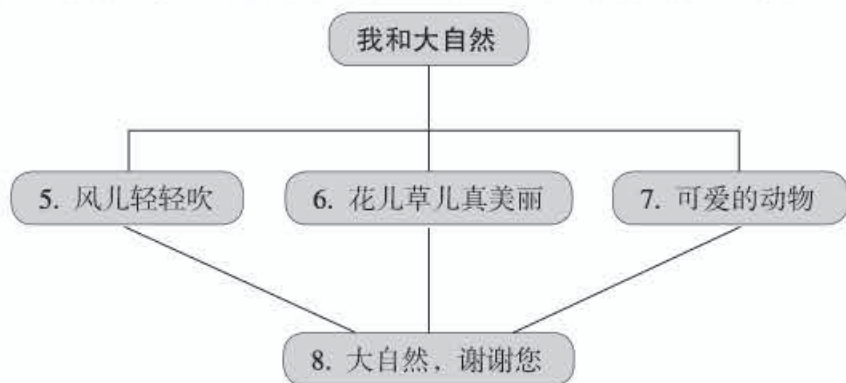 我和大自然
5. 风儿轻轻吹
6. 花儿草儿真美丽
7. 可爱的动物
8. 大自然，谢谢您